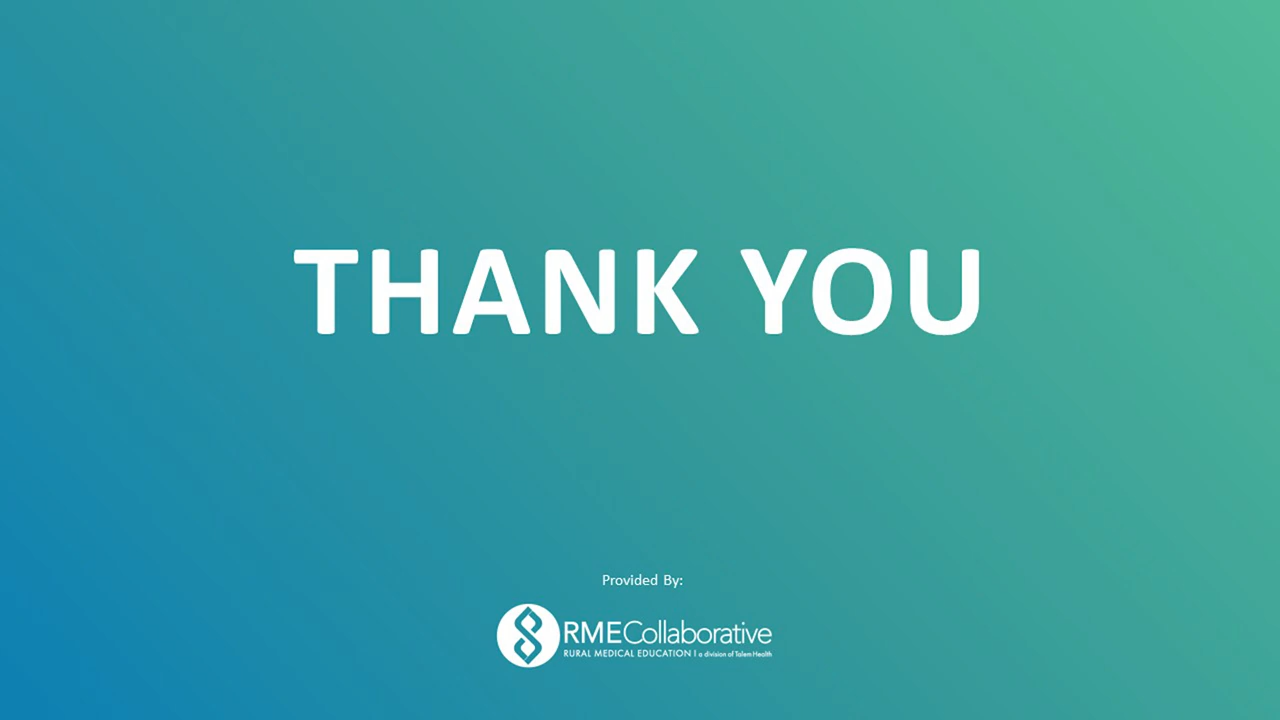 THANK YOU
Provided By:
RMECollaborative
RURAL MEDICAL EDUCATION | a division of Talem Health